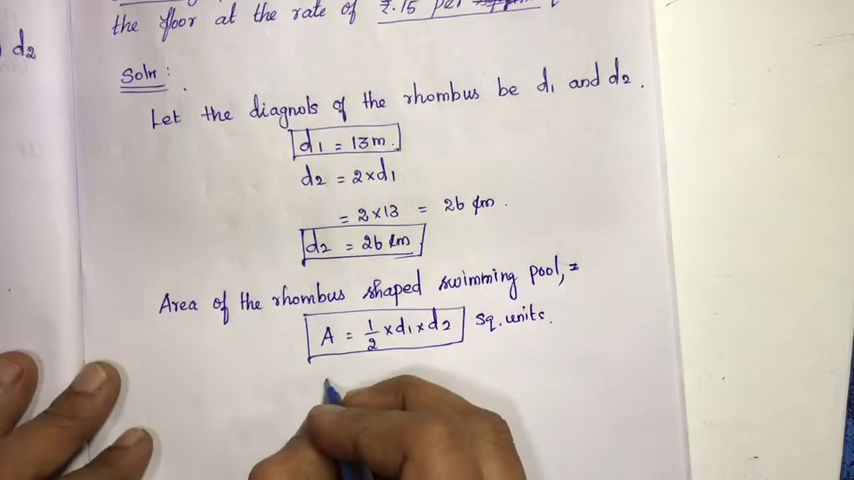 the floor at the rate of ₹.15 per
d2
Soln :
Let the diagnols of the rhombus be d1 and d2.
d1 = 13m.
d2 = 2×d1
= 2×13 = 26 m.
d2 = 26 m
Area of the rhombus shaped swimming pool, =
A = 1/2 ×d1×d2 sq.units.